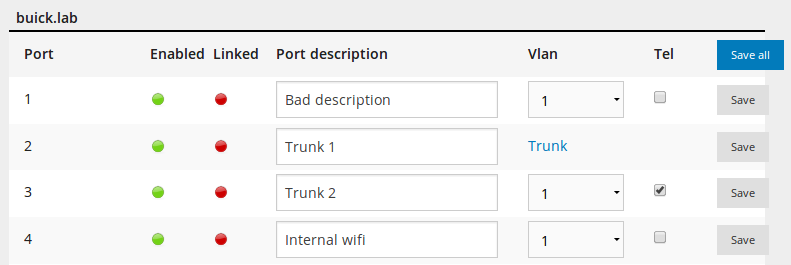 buick.lab
Port Enabled Linked Port description Vlan Tel Save all
1 Bad description 1 Save
2 Trunk 1 Trunk Save
3 Trunk 2 1 Save
4 Internal wifi 1 Save